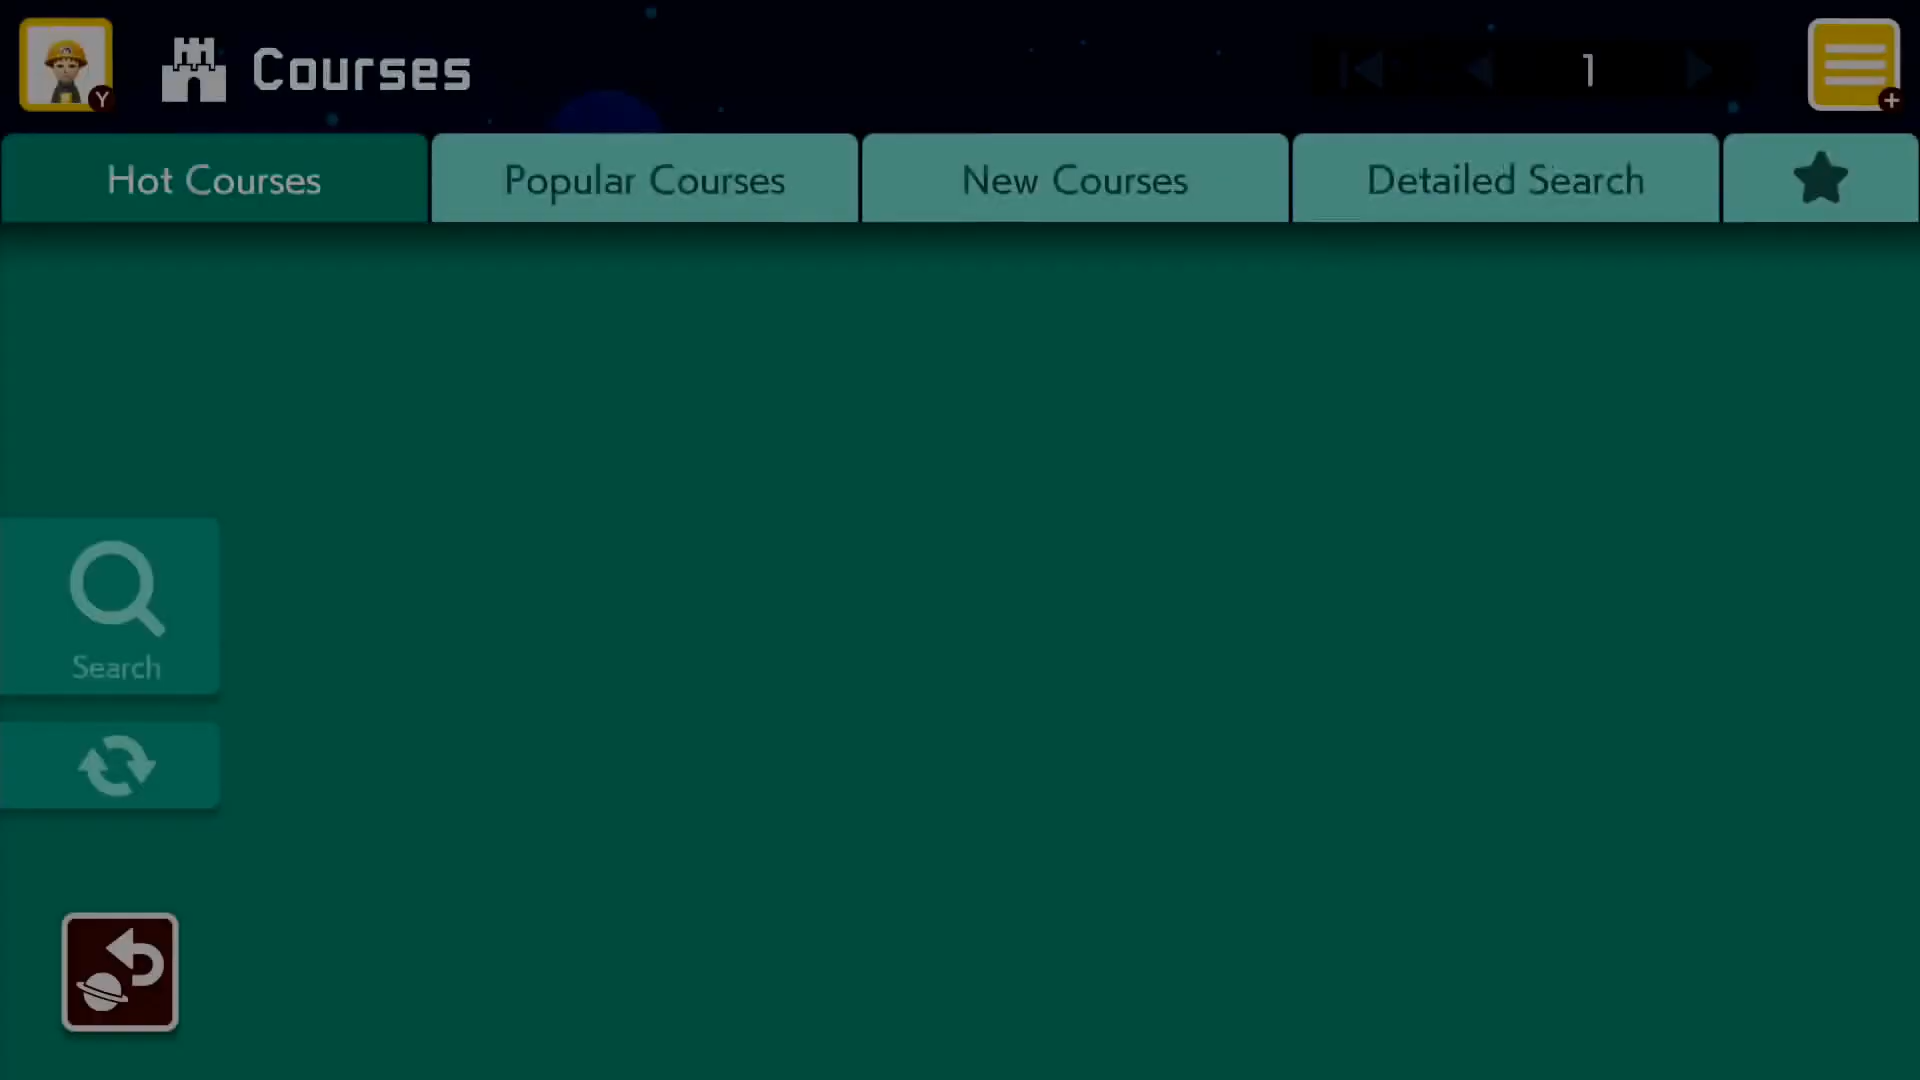 Y
Courses
1
+
Hot Courses
Popular Courses
New Courses
Detailed Search
Search